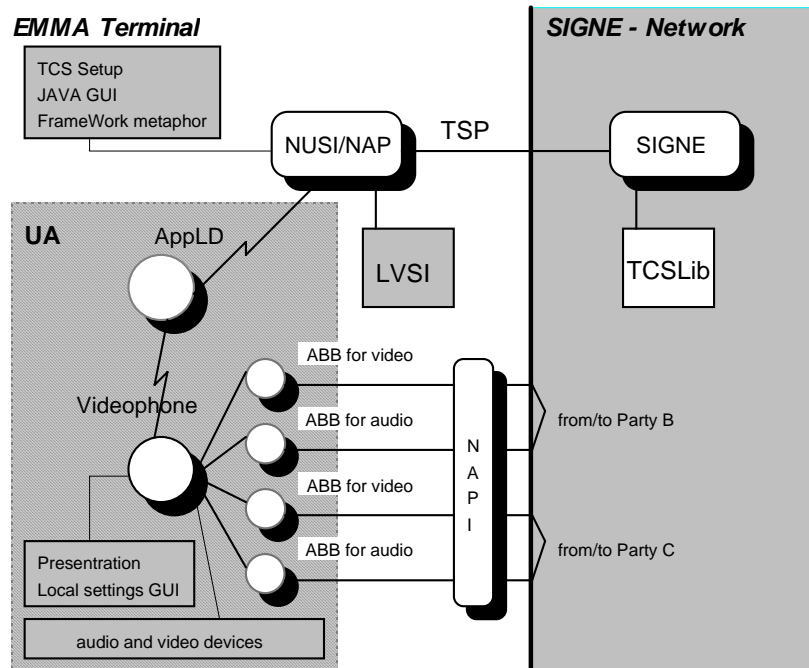 EMMA Terminal
SIGNE - Network
TCS Setup
JAVA GUI
FrameWork metaphor
NUSI/NAP
TSP
SIGNE
UA
AppLD
LVSI
TCSLib
Videophone
ABB for video
ABB for audio
ABB for video
ABB for audio
N
A
P
I
from/to Party B
from/to Party C
Presentration
Local settings GUI
audio and video devices